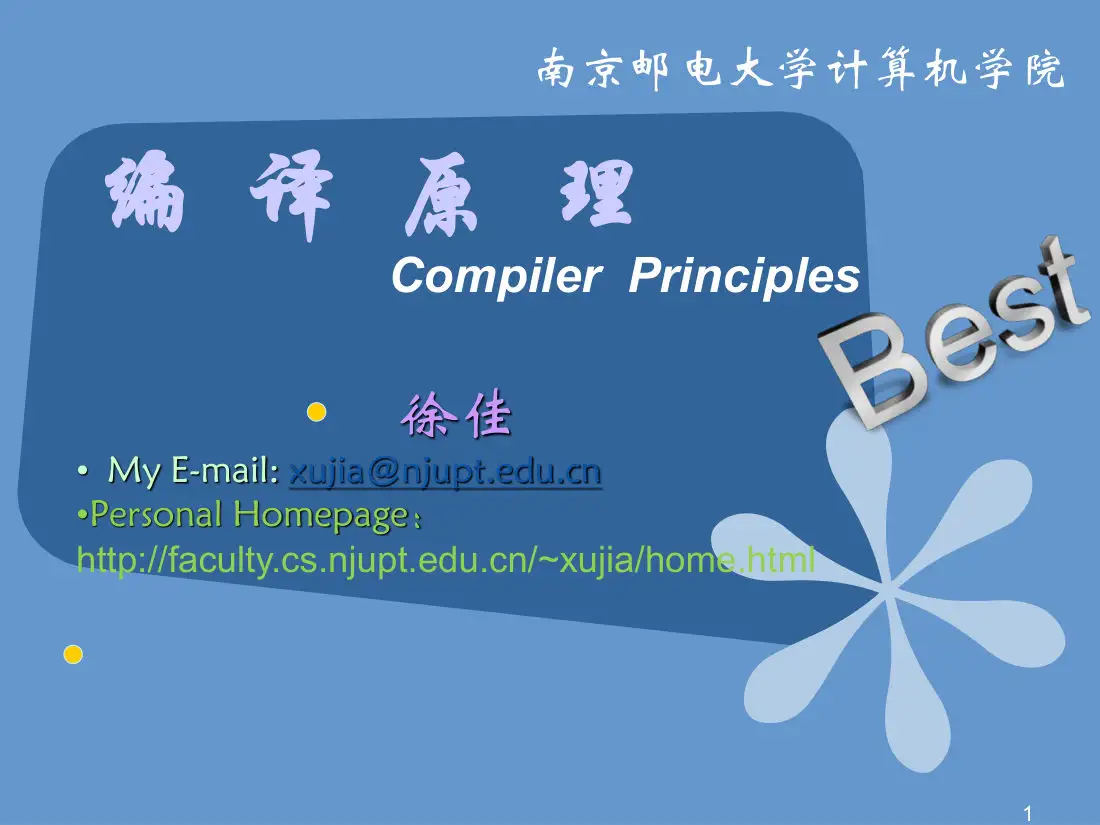 南京邮电大学计算机学院
编 译 原 理
Compiler Principles
Best
徐佳
• My E-mail: xujia@njupt.edu.cn
•Personal Homepage：
http://faculty.cs.njupt.edu.cn/~xujia/home.html
1